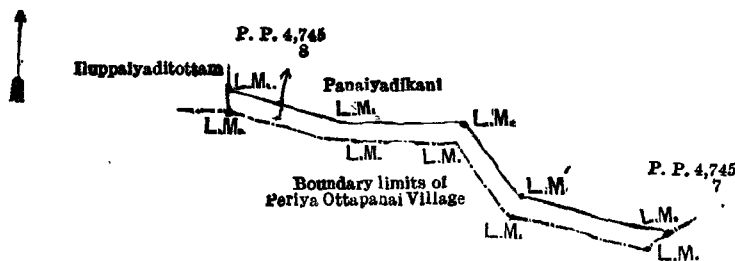 P. P. 4,745
8
Iluppaiyaditottam
L.M.
Panaiyadikani
L.M.
L.M.
L.M.
L.M.
L.M.
P. P. 4,745
7
Boundary limits of
Periya Ottapanai Village
L.M.
L.M.
L.M.
L.M.